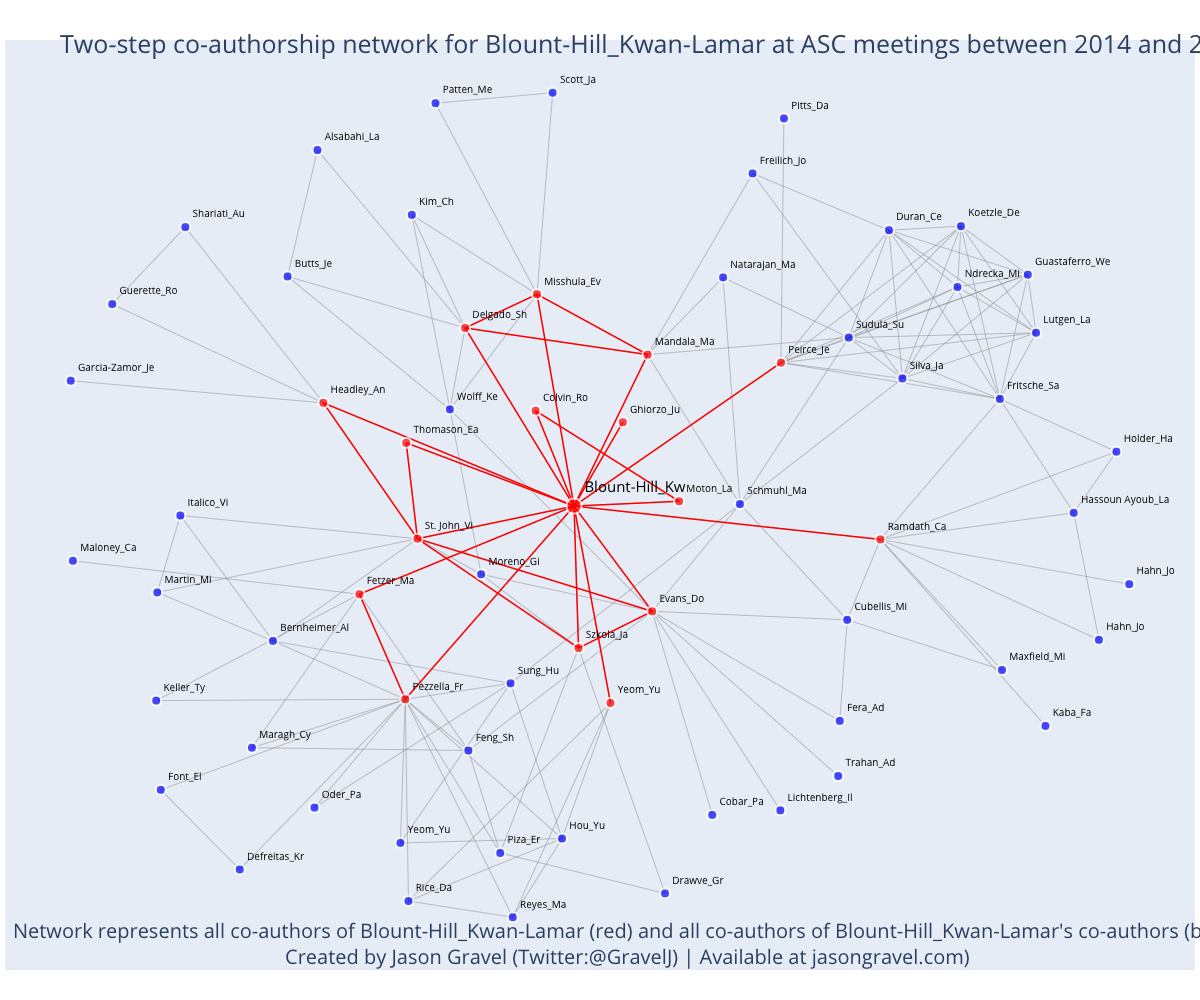 Two-step co-authorship network for Blount-Hill_Kwan-Lamar at ASC meetings between 2014 and 2
Scott_Ja
Patten_Me
Pitts_Da
Alsabahi_La
Freilich_Jo
Kim_Ch
Shariati_Au
Duran_Ce
Koetzle_De
Butts_Je
Natarajan_Ma
Guastaferro_We
Misshula_Ev
Ndrecka_Mi
Guerette_Ro
Delgado_Sh
Sudula_Su
Lutgen_La
Mandala_Ma
Peirce_Je
Garcia-Zamor_Je
Silva_Ja
Headley_An
Wolff_Ke
Colvin_Ro
Fritsche_Sa
Ghiorzo_Ju
Thomason_Ea
Holder_Ha
Blount-Hill_Kw
Moton_La
Schmuhl_Ma
Italico_Vi
Hassoun Ayoub_La
St. John_Vi
Ramdath_Ca
Maloney_Ca
Moreno_Gi
Martin_Mi
Fetzer_Ma
Hahn_Jo
Evans_Do
Cubellis_Mi
Bernheimer_Al
Szkola_Ja
Hahn_Jo
Sung_Hu
Maxfield_Mi
Keller_Ty
Pezzella_Fr
Yeom_Yu
Fera_Ad
Kaba_Fa
Maragh_Cy
Feng_Sh
Trahan_Ad
Font_El
Oder_Pa
Cobar_Pa
Lichtenberg_Il
Yeom_Yu
Piza_Er
Hou_Yu
Defreitas_Kr
Rice_Da
Drawve_Gr
Reyes_Ma
Network represents all co-authors of Blount-Hill_Kwan-Lamar (red) and all co-authors of Blount-Hill_Kwan-Lamar's co-authors (b
Created by Jason Gravel (Twitter:@GravelJ) | Available at jasongravel.com)